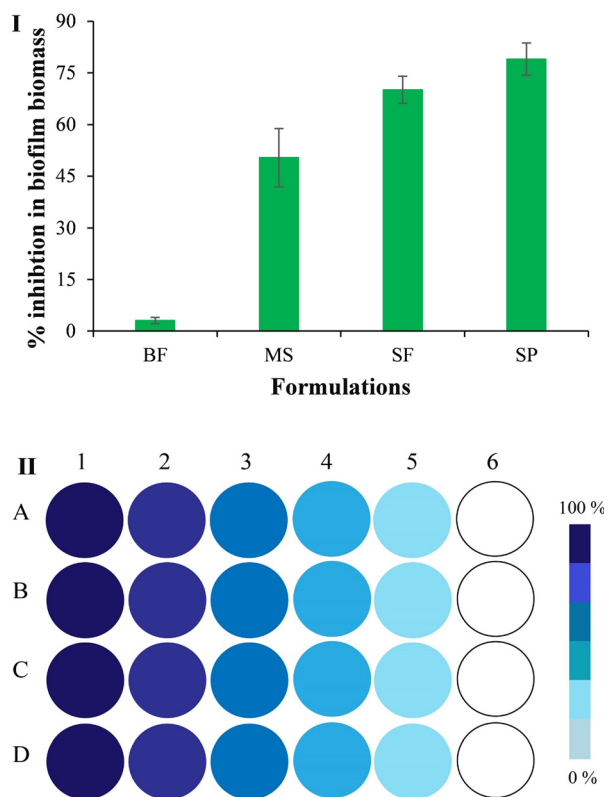 I
90
75
60
45
30
15
0
% inhibtion in biofilm biomass
BF MS SF SP
Formulations
II
1 2 3 4 5 6
A
B
C
D
100 %
0 %